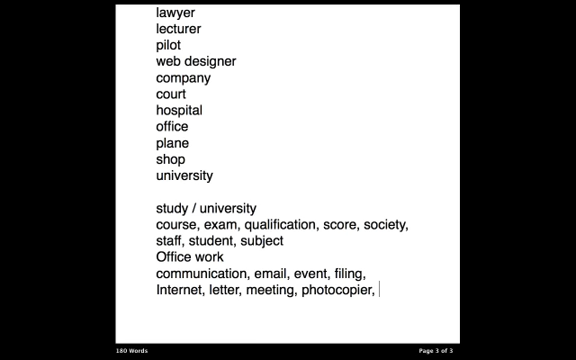 lawyer
lecturer
pilot
web designer
company
court
hospital
office
plane
shop
university
study / university
course, exam, qualification, score, society,
staff, student, subject
Office work
communication, email, event, filing,
Internet, letter, meeting, photocopier,
180 Words
Page 3 of 3